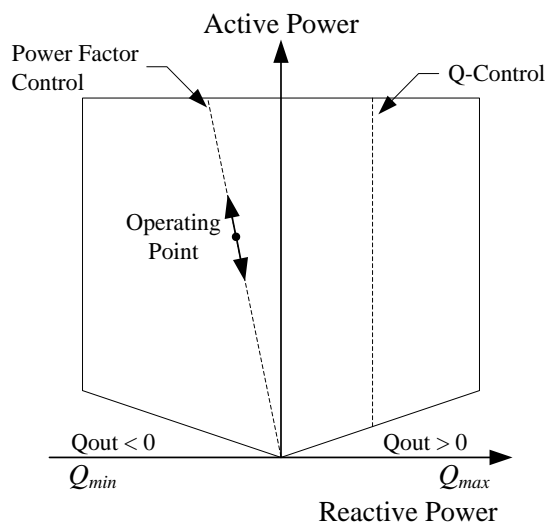 Active Power
Power Factor
Control
Q-Control
Operating
Point
Qout < 0
Qout > 0
Qmin
Qmax
Reactive Power